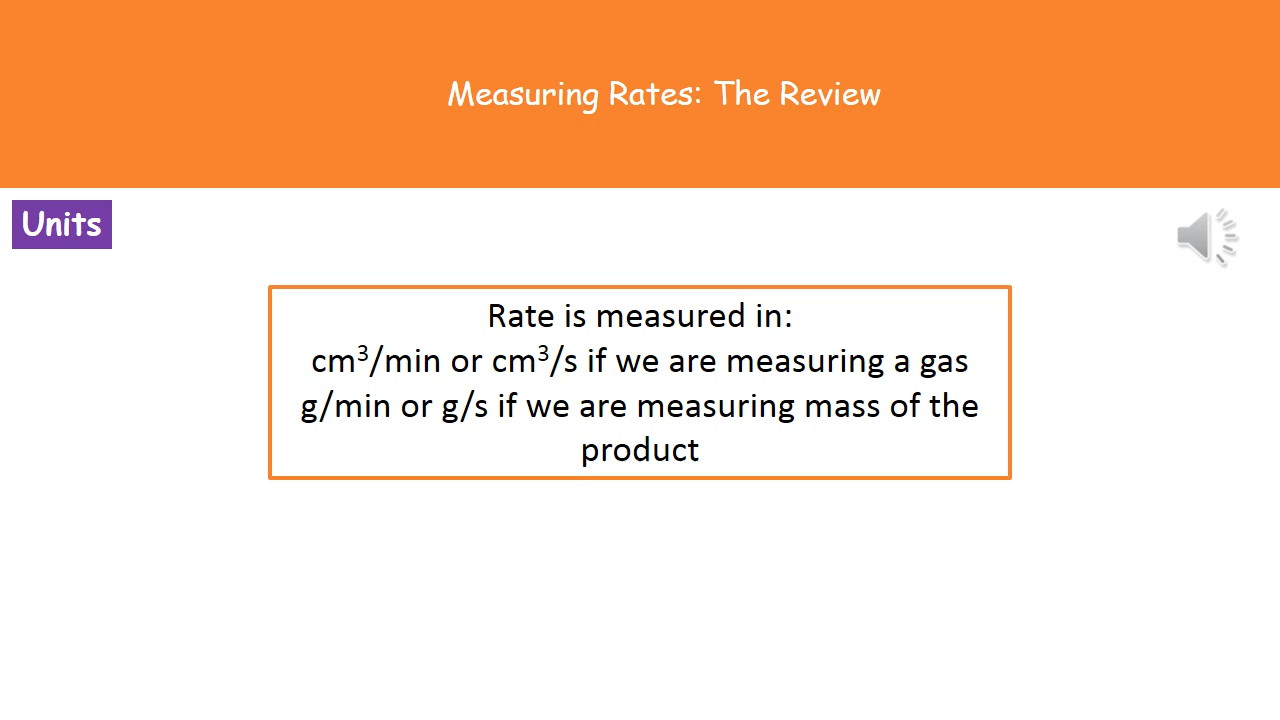 Measuring Rates: The Review
Units
Rate is measured in:
cm³/min or cm³/s if we are measuring a gas
g/min or g/s if we are measuring mass of the
product